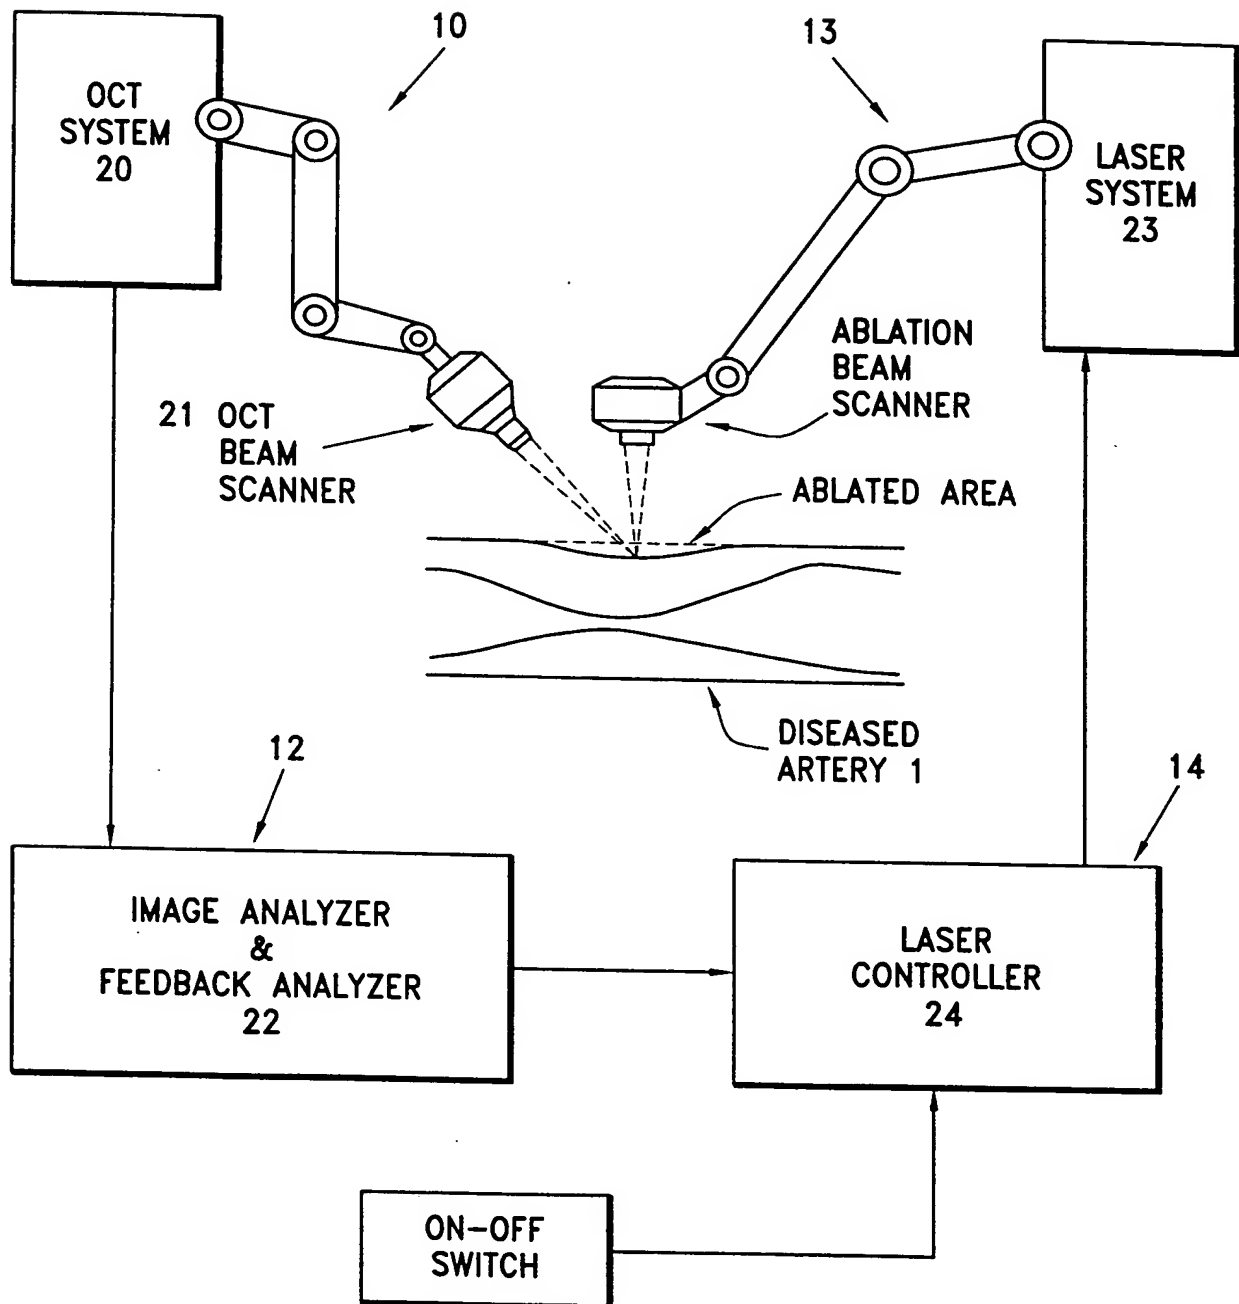 10
13
OCT
SYSTEM
20
LASER
SYSTEM
23
ABLATION
BEAM
SCANNER
21 OCT
BEAM
SCANNER
ABLATED AREA
DISEASED
ARTERY 1
12
14
IMAGE ANALYZER
&
FEEDBACK ANALYZER
22
LASER
CONTROLLER
24
ON-OFF
SWITCH